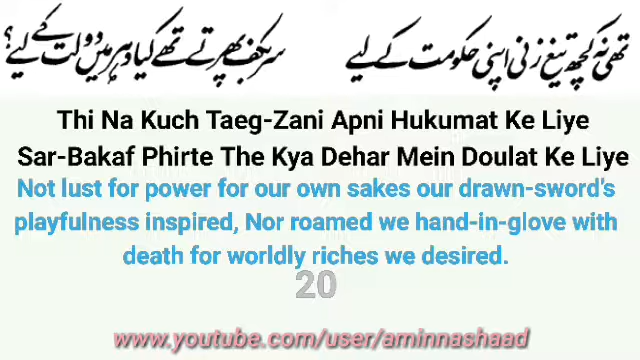 تھی نہ کچھ تیغ زنی اپنی حکومت کے لیے
سر بکف پھرتے تھے کیا دہر میں دولت کے لیے؟
Thi Na Kuch Taeg-Zani Apni Hukumat Ke Liye
Sar-Bakaf Phirte The Kya Dehar Mein Doulat Ke Liye
Not lust for power for our own sakes our drawn-sword's
playfulness inspired, Nor roamed we hand-in-glove with
death for worldly riches we desired.
20
www.youtube.com/user/aminnashaad